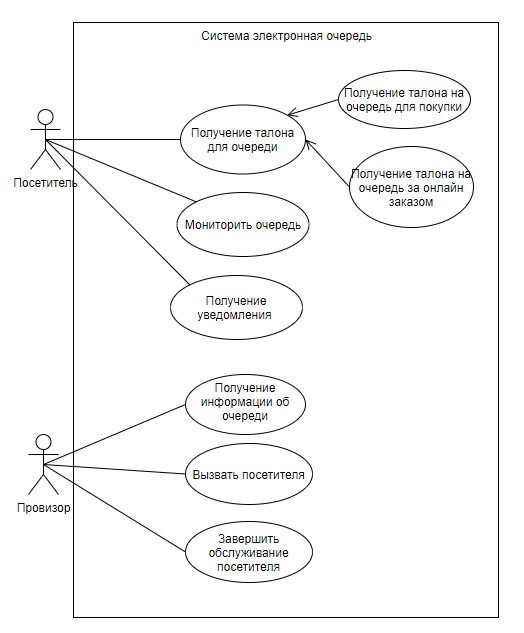 Система электронная очередь
Получение талона на
очередь для покупки
Получение талона
для очереди
Посетитель
Получение талона на
очередь за онлайн
заказом
Мониторить очередь
Получение
уведомления
Получение
информации об
очереди
Вызвать посетителя
Провизор
Завершить
обслуживание
посетителя